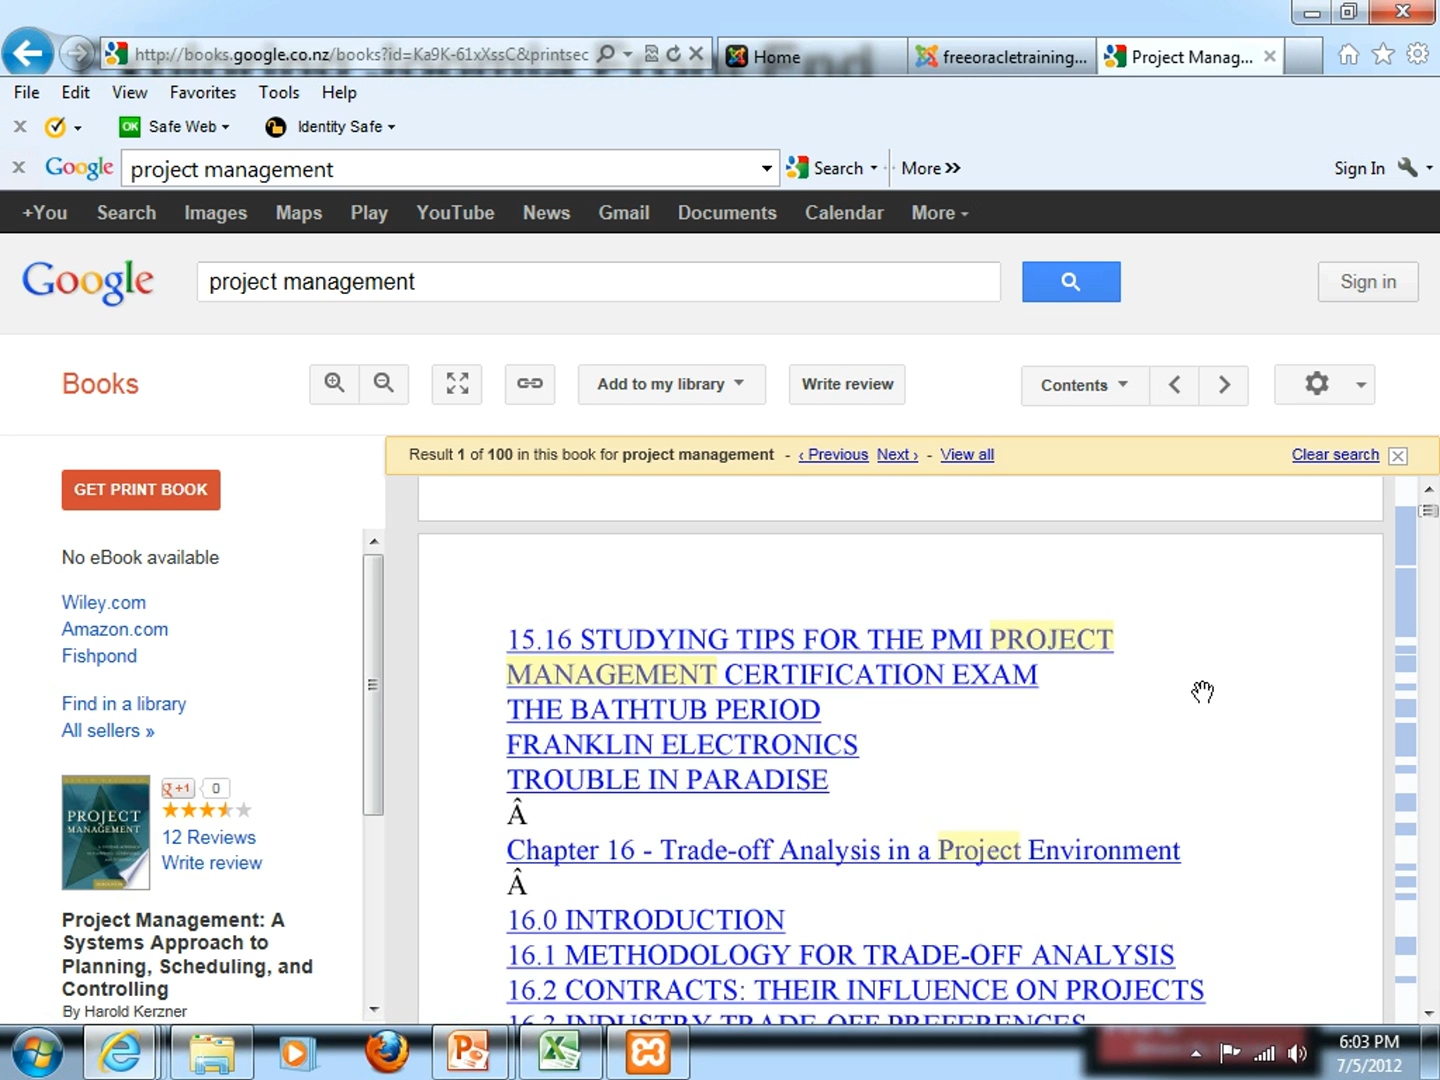 http://books.google.co.nz/books?id=Ka9K-61xXssC&printsec
Home
freeoracletraining...
Project Manag...
File Edit View Favorites Tools Help
OK Safe Web Identity Safe
Google project management Search More »
Sign In
+You Search Images Maps Play YouTube News Gmail Documents Calendar More
Google project management
Sign in
Books
Add to my library
Write review
Contents
Result 1 of 100 in this book for project management - ‹ Previous Next › - View all
Clear search
GET PRINT BOOK
No eBook available
Wiley.com
Amazon.com
Fishpond
Find in a library
All sellers »
PROJECT
MANAGEMENT
+1 0
12 Reviews
Write review
Project Management: A
Systems Approach to
Planning, Scheduling, and
Controlling
By Harold Kerzner
15.16 STUDYING TIPS FOR THE PMI PROJECT
MANAGEMENT CERTIFICATION EXAM
THE BATHTUB PERIOD
FRANKLIN ELECTRONICS
TROUBLE IN PARADISE
Â
Chapter 16 - Trade-off Analysis in a Project Environment
Â
16.0 INTRODUCTION
16.1 METHODOLOGY FOR TRADE-OFF ANALYSIS
16.2 CONTRACTS: THEIR INFLUENCE ON PROJECTS
16.3 INDUSTRY TRADE-OFF PREFERENCES
6:03 PM
7/5/2012